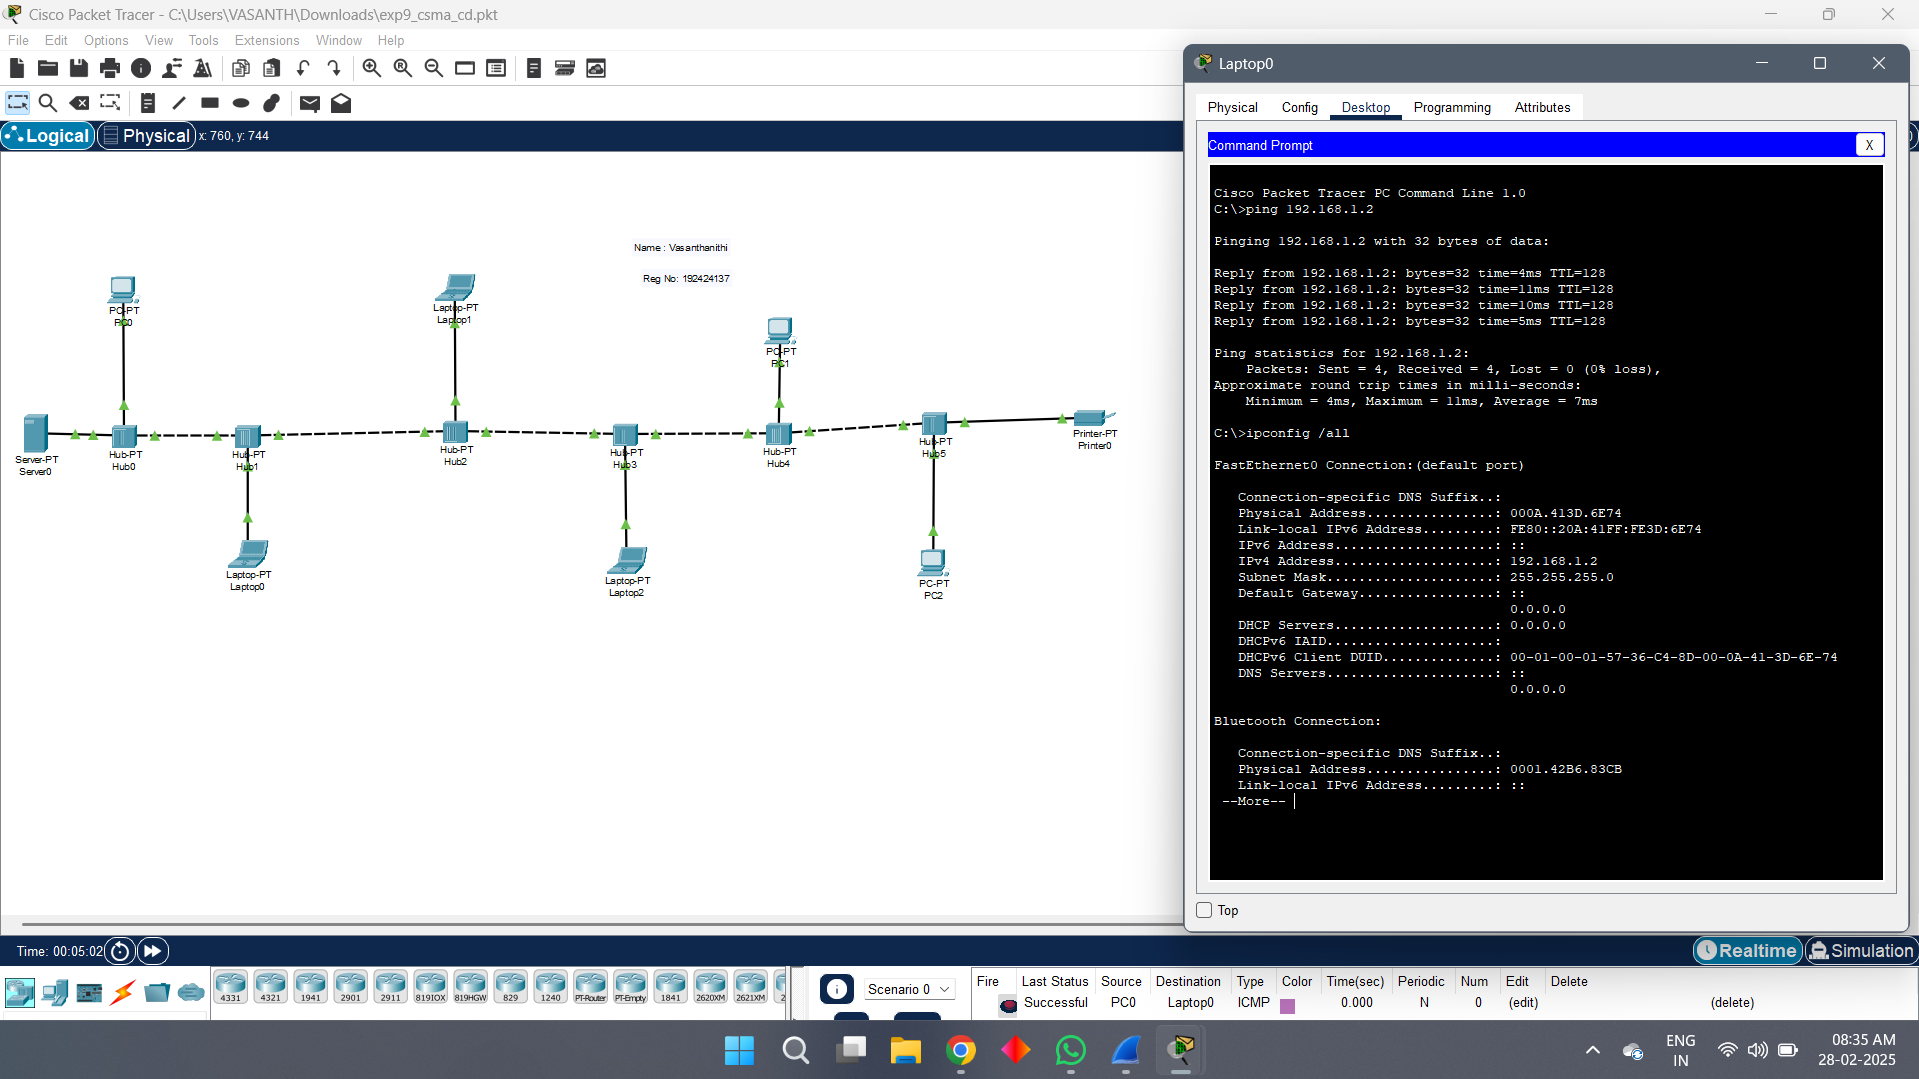 Cisco Packet Tracer - C:\Users\VASANTH\Downloads\exp9_csma_cd.pkt
File Edit Options View Tools Extensions Window Help
Logical Physical x: 760, y: 744
Name : Vasanthanithi
Reg No: 192424137
PC-PT
PC0
Laptop-PT
Laptop1
PC-PT
PC1
Server-PT
Server0
Hub-PT
Hub0
Hub-PT
Hub1
Hub-PT
Hub2
Hub-PT
Hub3
Hub-PT
Hub4
Hub-PT
Hub5
Printer-PT
Printer0
Laptop-PT
Laptop0
Laptop-PT
Laptop2
PC-PT
PC2
Laptop0
Physical Config Desktop Programming Attributes
Command Prompt X
Cisco Packet Tracer PC Command Line 1.0
C:\>ping 192.168.1.2
Pinging 192.168.1.2 with 32 bytes of data:
Reply from 192.168.1.2: bytes=32 time=4ms TTL=128
Reply from 192.168.1.2: bytes=32 time=11ms TTL=128
Reply from 192.168.1.2: bytes=32 time=10ms TTL=128
Reply from 192.168.1.2: bytes=32 time=5ms TTL=128
Ping statistics for 192.168.1.2:
Packets: Sent = 4, Received = 4, Lost = 0 (0% loss),
Approximate round trip times in milli-seconds:
Minimum = 4ms, Maximum = 11ms, Average = 7ms
C:\>ipconfig /all
FastEthernet0 Connection:(default port)
Connection-specific DNS Suffix..:
Physical Address................: 000A.413D.6E74
Link-local IPv6 Address.........: FE80::20A:41FF:FE3D:6E74
IPv6 Address....................: ::
IPv4 Address....................: 192.168.1.2
Subnet Mask.....................: 255.255.255.0
Default Gateway.................: ::
0.0.0.0
DHCP Servers....................: 0.0.0.0
DHCPv6 IAID.....................:
DHCPv6 Client DUID..............: 00-01-00-01-57-36-C4-8D-00-0A-41-3D-6E-74
DNS Servers.....................: ::
0.0.0.0
Bluetooth Connection:
Connection-specific DNS Suffix..:
Physical Address................: 0001.42B6.83CB
Link-local IPv6 Address.........: ::
--More--
Top
Time: 00:05:02
Realtime Simulation
4331 4321 1941 2901 2911 819IOX 819HGW 829 1240 PT-Router PT-Empty 1841 2620XM 2621XM 2
Scenario 0
Fire Last Status Source Destination Type Color Time(sec) Periodic Num Edit Delete
Successful PC0 Laptop0 ICMP 0.000 N 0 (edit) (delete)
ENG
IN
08:35 AM
28-02-2025